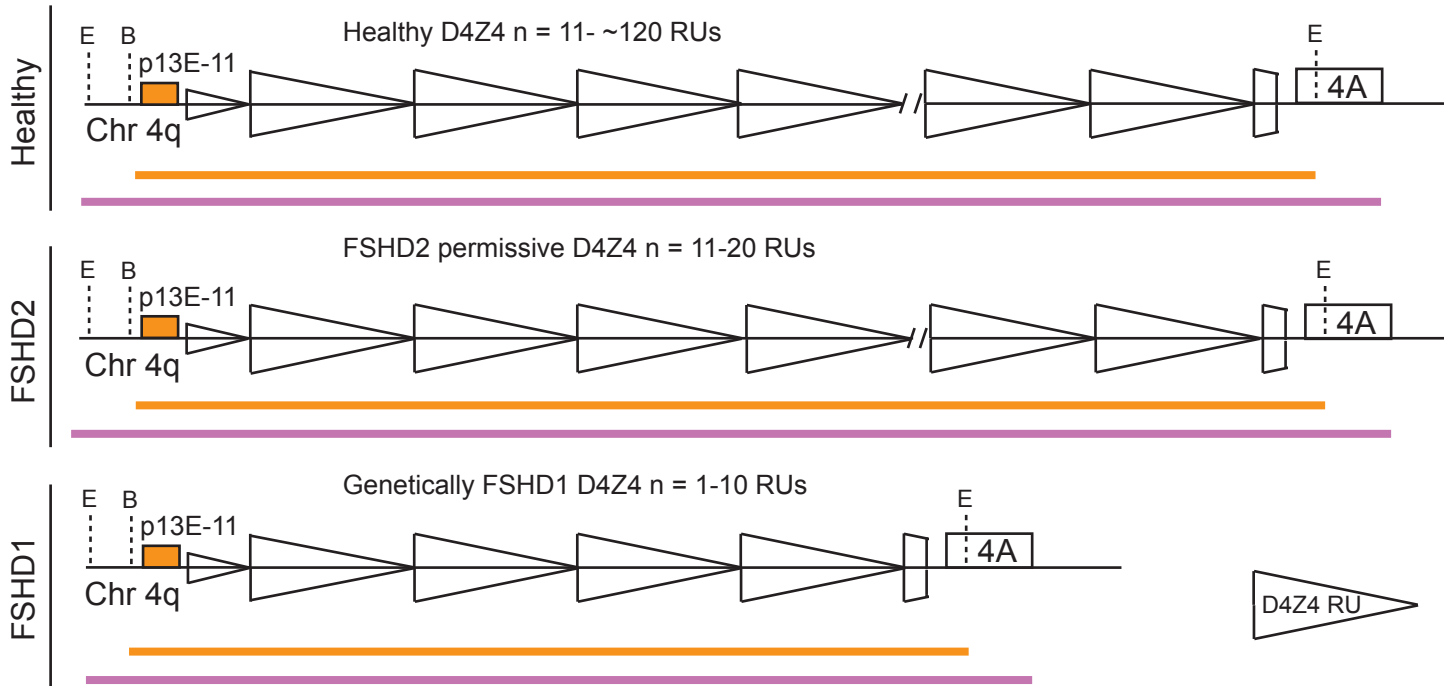 Healthy
Healthy D4Z4 n = 11- ~120 RUs
E
B
p13E-11
E
4A
Chr 4q
FSHD2
FSHD2 permissive D4Z4 n = 11-20 RUs
E
B
p13E-11
E
4A
Chr 4q
FSHD1
Genetically FSHD1 D4Z4 n = 1-10 RUs
E
B
p13E-11
E
4A
Chr 4q
D4Z4 RU